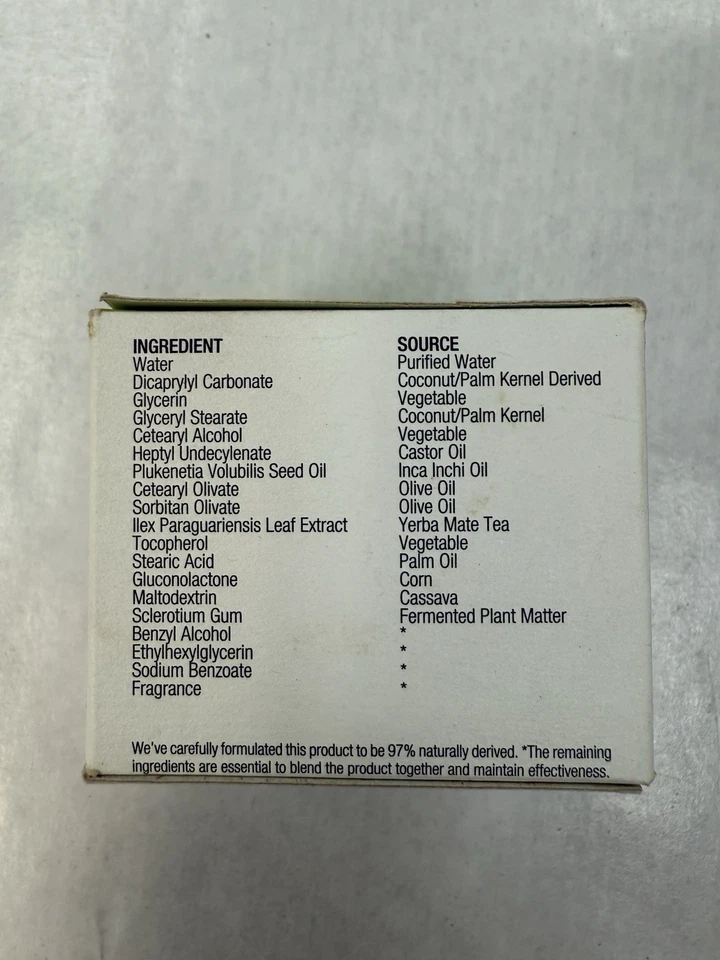 INGREDIENT SOURCE
Water Purified Water
Dicaprylyl Carbonate Coconut/Palm Kernel Derived
Glycerin Vegetable
Glyceryl Stearate Coconut/Palm Kernel
Cetearyl Alcohol Vegetable
Heptyl Undecylenate Castor Oil
Plukenetia Volubilis Seed Oil Inca Inchi Oil
Cetearyl Olivate Olive Oil
Sorbitan Olivate Olive Oil
Ilex Paraguariensis Leaf Extract Yerba Mate Tea
Tocopherol Vegetable
Stearic Acid Palm Oil
Gluconolactone Corn
Maltodextrin Cassava
Sclerotium Gum Fermented Plant Matter
Benzyl Alcohol *
Ethylhexylglycerin *
Sodium Benzoate *
Fragrance *
We've carefully formulated this product to be 97% naturally derived. *The remaining
ingredients are essential to blend the product together and maintain effectiveness.